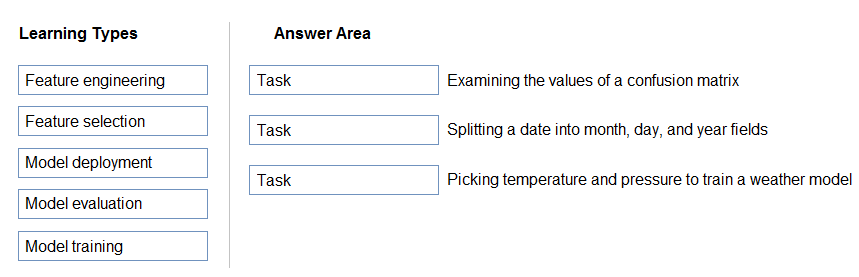 Learning Types
Answer Area
Feature engineering
Task
Examining the values of a confusion matrix
Feature selection
Task
Splitting a date into month, day, and year fields
Model deployment
Task
Picking temperature and pressure to train a weather model
Model evaluation
Model training